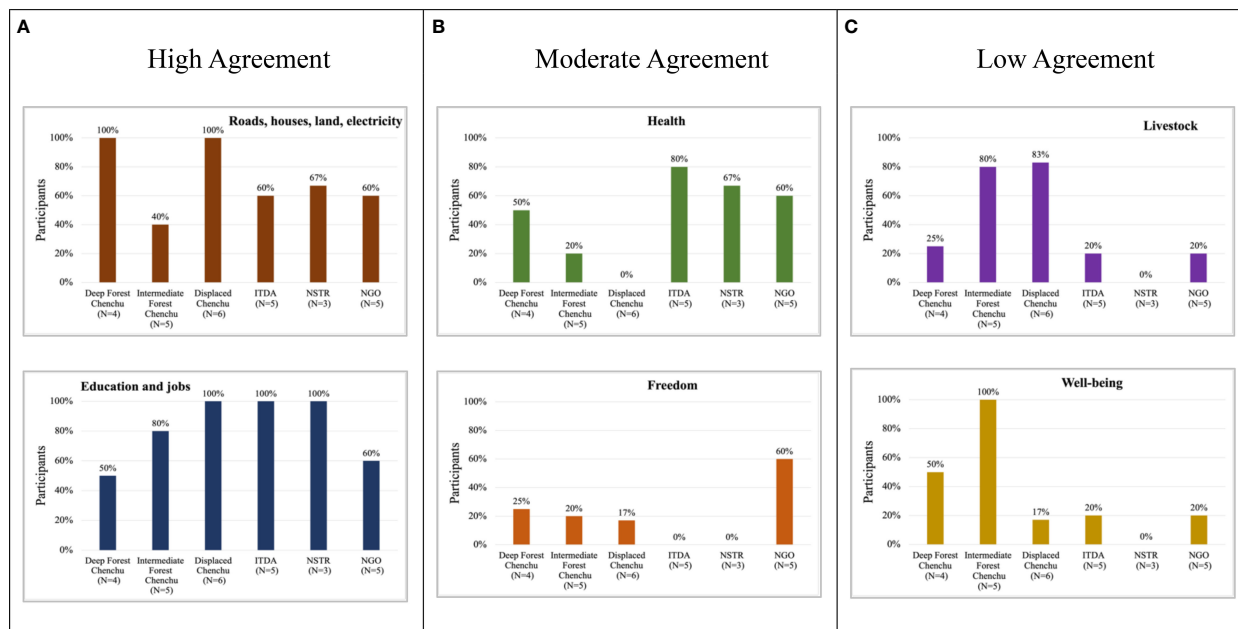 A
High Agreement
Roads, houses, land, electricity
Participants
100%
80%
60%
40%
20%
0%
100%
40%
100%
60%
67%
60%
Deep Forest
Chenchu
(N=4)
Intermediate
Forest
Chenchu
(N=5)
Displaced
Chenchu
(N=6)
ITDA
(N=5)
NSTR
(N=3)
NGO
(N=5)
Education and jobs
Participants
100%
80%
60%
40%
20%
0%
50%
80%
100%
100%
100%
60%
Deep Forest
Chenchu
(N=4)
Intermediate
Forest
Chenchu
(N=5)
Displaced
Chenchu
(N=6)
ITDA
(N=5)
NSTR
(N=3)
NGO
(N=5)
B
Moderate Agreement
Health
Participants
100%
80%
60%
40%
20%
0%
50%
20%
0%
80%
67%
60%
Deep Forest
Chenchu
(N=4)
Intermediate
Forest
Chenchu
(N=5)
Displaced
Chenchu
(N=6)
ITDA
(N=5)
NSTR
(N=3)
NGO
(N=5)
Freedom
Participants
100%
80%
60%
40%
20%
0%
25%
20%
17%
0%
0%
60%
Deep Forest
Chenchu
(N=4)
Intermediate
Forest
Chenchu
(N=5)
Displaced
Chenchu
(N=6)
ITDA
(N=5)
NSTR
(N=3)
NGO
(N=5)
C
Low Agreement
Livestock
Participants
100%
80%
60%
40%
20%
0%
25%
80%
83%
20%
0%
20%
Deep Forest
Chenchu
(N=4)
Intermediate
Forest
Chenchu
(N=5)
Displaced
Chenchu
(N=6)
ITDA
(N=5)
NSTR
(N=3)
NGO
(N=5)
Well-being
Participants
100%
80%
60%
40%
20%
0%
50%
100%
17%
20%
0%
20%
Deep Forest
Chenchu
(N=4)
Intermediate
Forest
Chenchu
(N=5)
Displaced
Chenchu
(N=6)
ITDA
(N=5)
NSTR
(N=3)
NGO
(N=5)